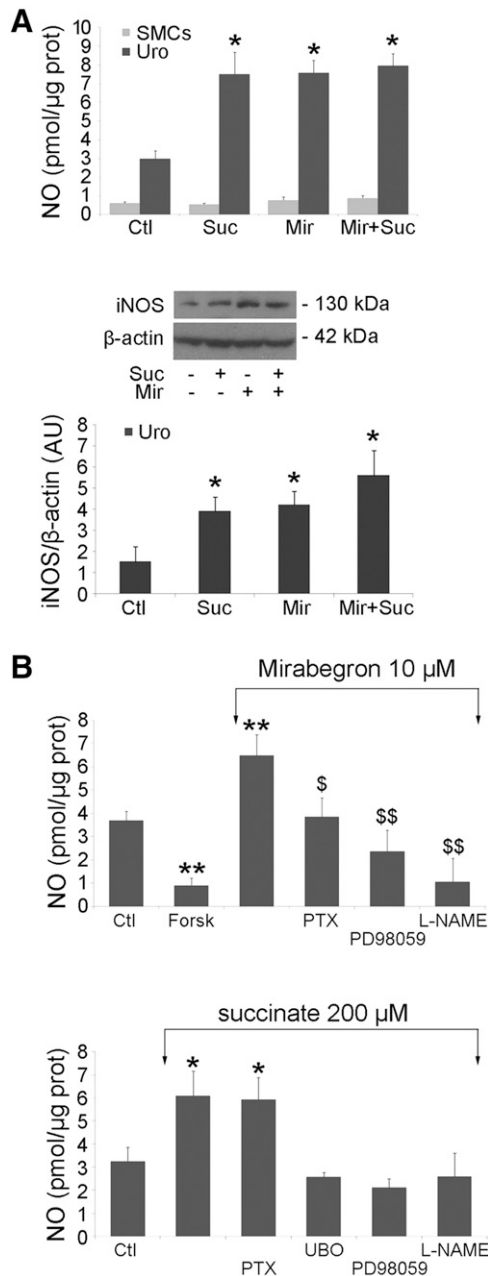 A
SMCs
Uro
NO (pmol/µg prot)
10
9
8
7
6
5
4
3
2
1
0
* * *
Ctl Suc Mir Mir+Suc
iNOS - 130 kDa
β-actin - 42 kDa
Suc - + - +
Mir - - + +
Uro
iNOS/β-actin (AU)
8
7
6
5
4
3
2
1
0
* * *
Ctl Suc Mir Mir+Suc
B
Mirabegron 10 µM
NO (pmol/µg prot)
8
7
6
5
4
3
2
1
0
** ** $ $$ $$
Ctl Forsk PTX L-NAME
PD98059
succinate 200 µM
NO (pmol/µg prot)
8
7
6
5
4
3
2
1
0
* *
Ctl UBO L-NAME
PTX PD98059